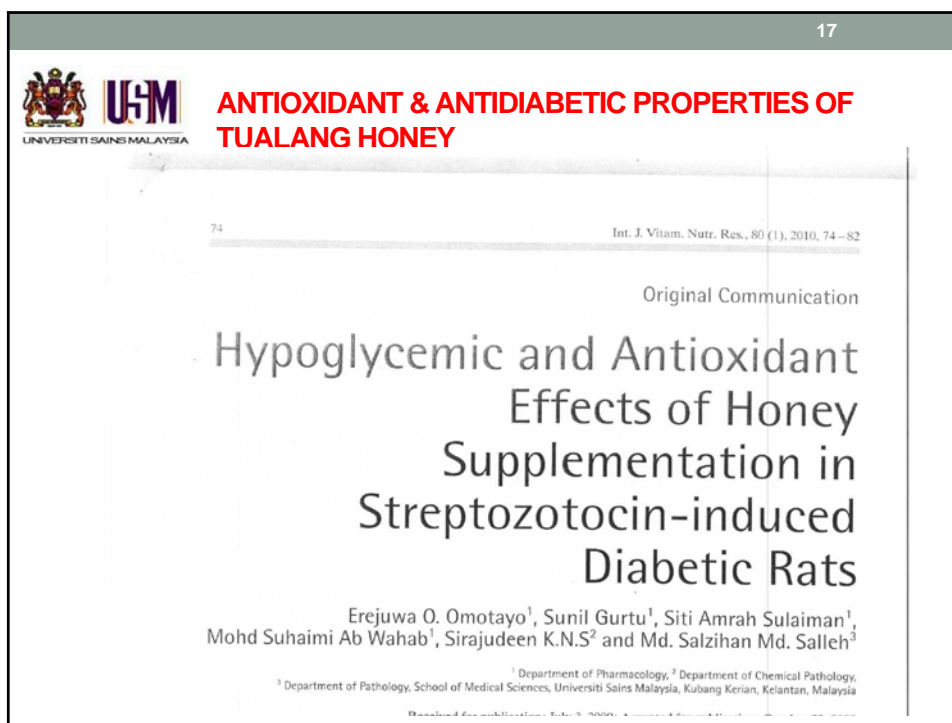 17
USM
UNIVERSITI SAINS MALAYSIA
ANTIOXIDANT & ANTIDIABETIC PROPERTIES OF
TUALANG HONEY
74
Int. J. Vitam. Nutr. Res., 80 (1), 2010, 74–82
Original Communication
Hypoglycemic and Antioxidant
Effects of Honey
Supplementation in
Streptozotocin-induced
Diabetic Rats
Erejuwa O. Omotayo¹, Sunil Gurtu¹, Siti Amrah Sulaiman¹,
Mohd Suhaimi Ab Wahab¹, Sirajudeen K.N.S² and Md. Salzihan Md. Salleh³
¹ Department of Pharmacology, ² Department of Chemical Pathology,
³ Department of Pathology, School of Medical Sciences, Universiti Sains Malaysia, Kubang Kerian, Kelantan, Malaysia